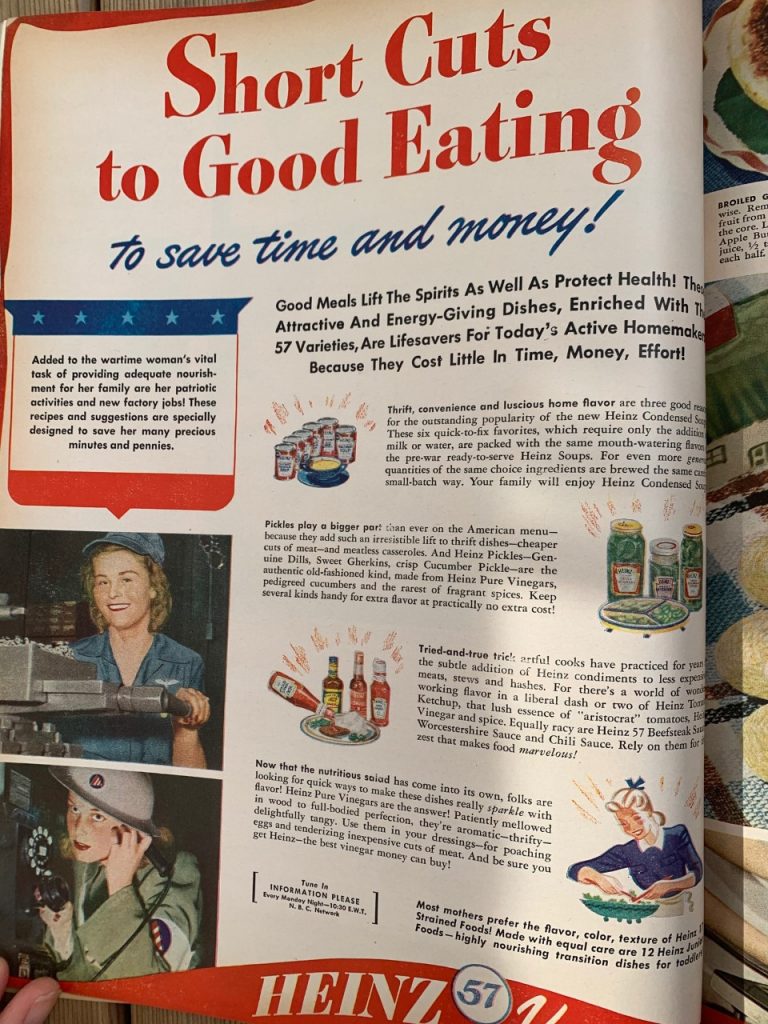 Short Cuts
to Good Eating
to save time and money!
Good Meals Lift The Spirits As Well As Protect Health! The
Attractive And Energy-Giving Dishes, Enriched With Th
57 Varieties, Are Lifesavers For Today's Active Homemake
Because They Cost Little In Time, Money, Effort!
Added to the wartime woman's vital
task of providing adequate nourish-
ment for her family are her patriotic
activities and new factory jobs! These
recipes and suggestions are specially
designed to save her many precious
minutes and pennies.
Thrift, convenience and luscious home flavor are three good rea
for the outstanding popularity of the new Heinz Condensed So
These six quick-to-fix favorites, which require only the addition
milk or water, are packed with the same mouth-watering flavor
the pre-war ready-to-serve Heinz Soups. For even more gener
quantities of the same choice ingredients are brewed the same car
small-batch way. Your family will enjoy Heinz Condensed Sou
Pickles play a bigger part than ever on the American menu—
because they add such an irresistible lift to thrift dishes—cheaper
cuts of meat—and meatless casseroles. And Heinz Pickles—Gen-
uine Dills, Sweet Gherkins, crisp Cucumber Pickle—are the
authentic old-fashioned kind, made from Heinz Pure Vinegars,
pedigreed cucumbers and the rarest of fragrant spices. Keep
several kinds handy for extra flavor at practically no extra cost!
Tried-and-true trick artful cooks have practiced for years
the subtle addition of Heinz condiments to less expens
meats, stews and hashes. For there's a world of wond
working flavor in a liberal dash or two of Heinz Tom
Ketchup, that lush essence of "aristocrat" tomatoes, He
Vinegar and spice. Equally racy are Heinz 57 Beefsteak Sau
Worcestershire Sauce and Chili Sauce. Rely on them for
zest that makes food marvelous!
Now that the nutritious salad has come into its own, folks are
looking for quick ways to make these dishes really sparkle with
flavor! Heinz Pure Vinegars are the answer! Patiently mellowed
in wood to full-bodied perfection, they're aromatic—thrifty—
delightfully tangy. Use them in your dressings—for poaching
eggs and tenderizing inexpensive cuts of meat. And be sure you
get Heinz—the best vinegar money can buy!
Tune In
INFORMATION PLEASE
Every Monday Night—10:30 E.W.T.
N. B. C. Network
Most mothers prefer the flavor, color, texture of Heinz 1
Strained Foods! Made with equal care are 12 Heinz Juni
Foods—highly nourishing transition dishes for toddler
HEINZ 57
BROILED G
wise. Rem
fruit from
the core. L
Apple Bu
juice, ½ t
each half.